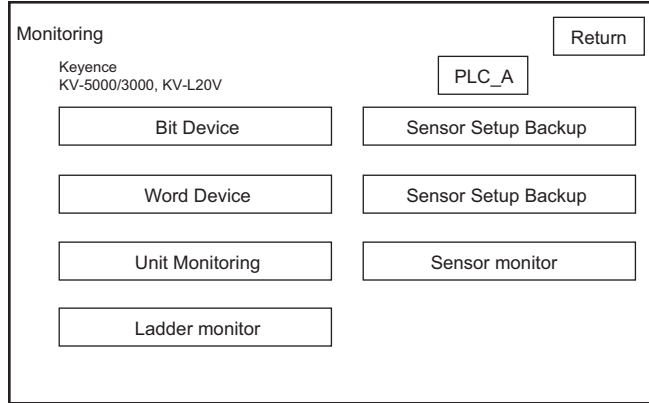 Monitoring
Return
Keyence
KV-5000/3000, KV-L20V
PLC_A
Bit Device
Sensor Setup Backup
Word Device
Sensor Setup Backup
Unit Monitoring
Sensor monitor
Ladder monitor